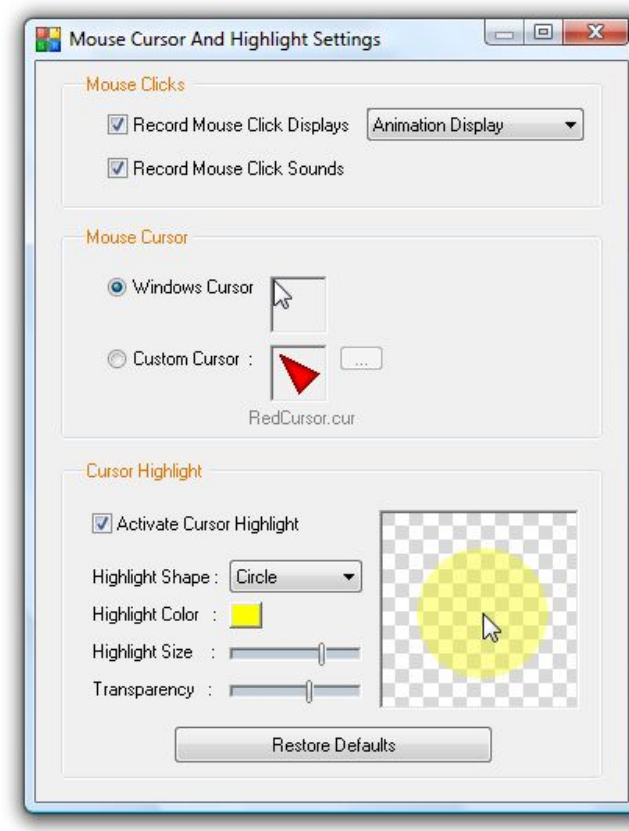 Mouse Cursor And Highlight Settings
Mouse Clicks
Record Mouse Click Displays Animation Display
Record Mouse Click Sounds
Mouse Cursor
Windows Cursor
Custom Cursor : ...
RedCursor.cur
Cursor Highlight
Activate Cursor Highlight
Highlight Shape : Circle
Highlight Color :
Highlight Size :
Transparency :
Restore Defaults